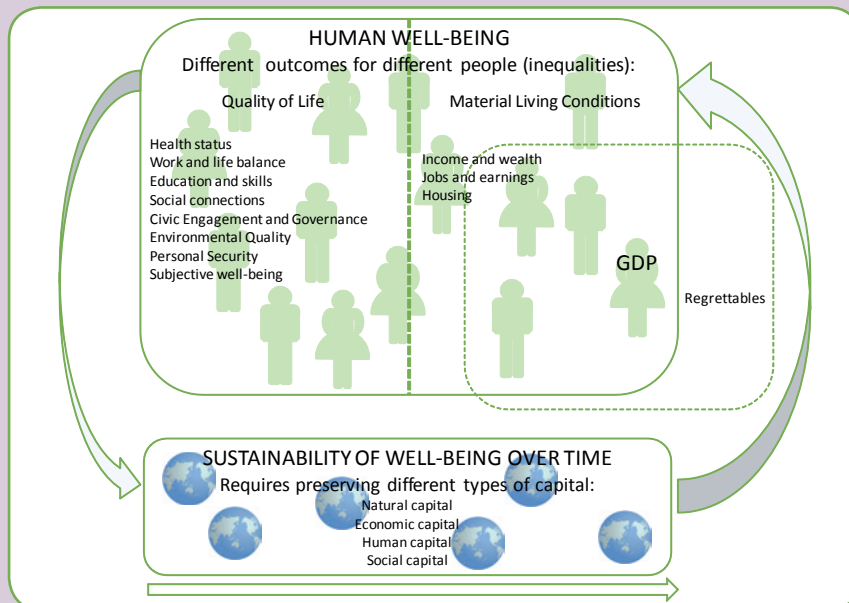 HUMAN WELL-BEING
Different outcomes for different people (inequalities):
Quality of Life
Material Living Conditions
Health status
Work and life balance
Education and skills
Social connections
Civic Engagement and Governance
Environmental Quality
Personal Security
Subjective well-being
Income and wealth
Jobs and earnings
Housing
GDP
Regrettables
SUSTAINABILITY OF WELL-BEING OVER TIME
Requires preserving different types of capital:
Natural capital
Economic capital
Human capital
Social capital